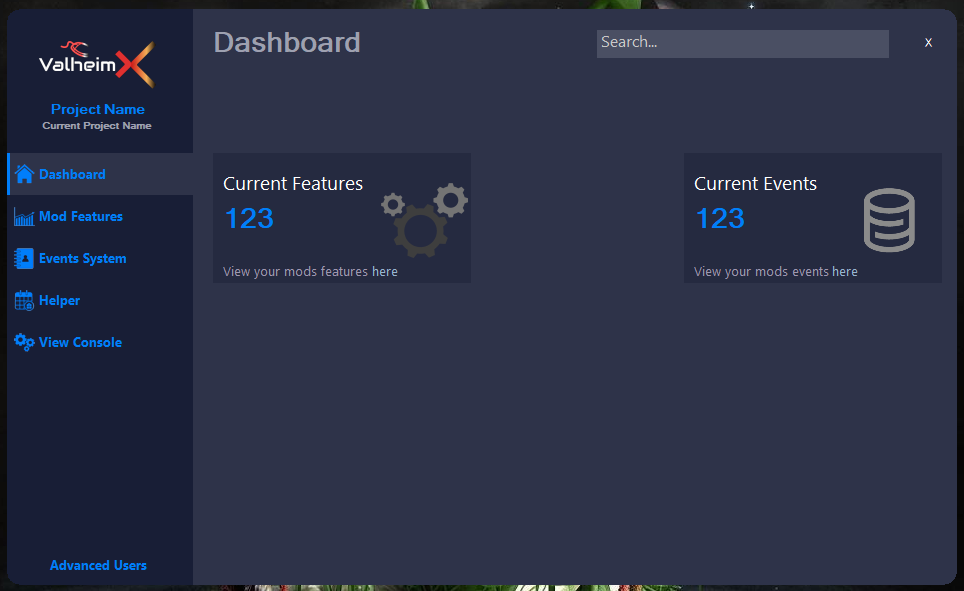 ValheimX
Project Name
Current Project Name
Dashboard
Mod Features
Events System
Helper
View Console
Advanced Users
Dashboard
Search...
X
Current Features
123
View your mods features here
Current Events
123
View your mods events here